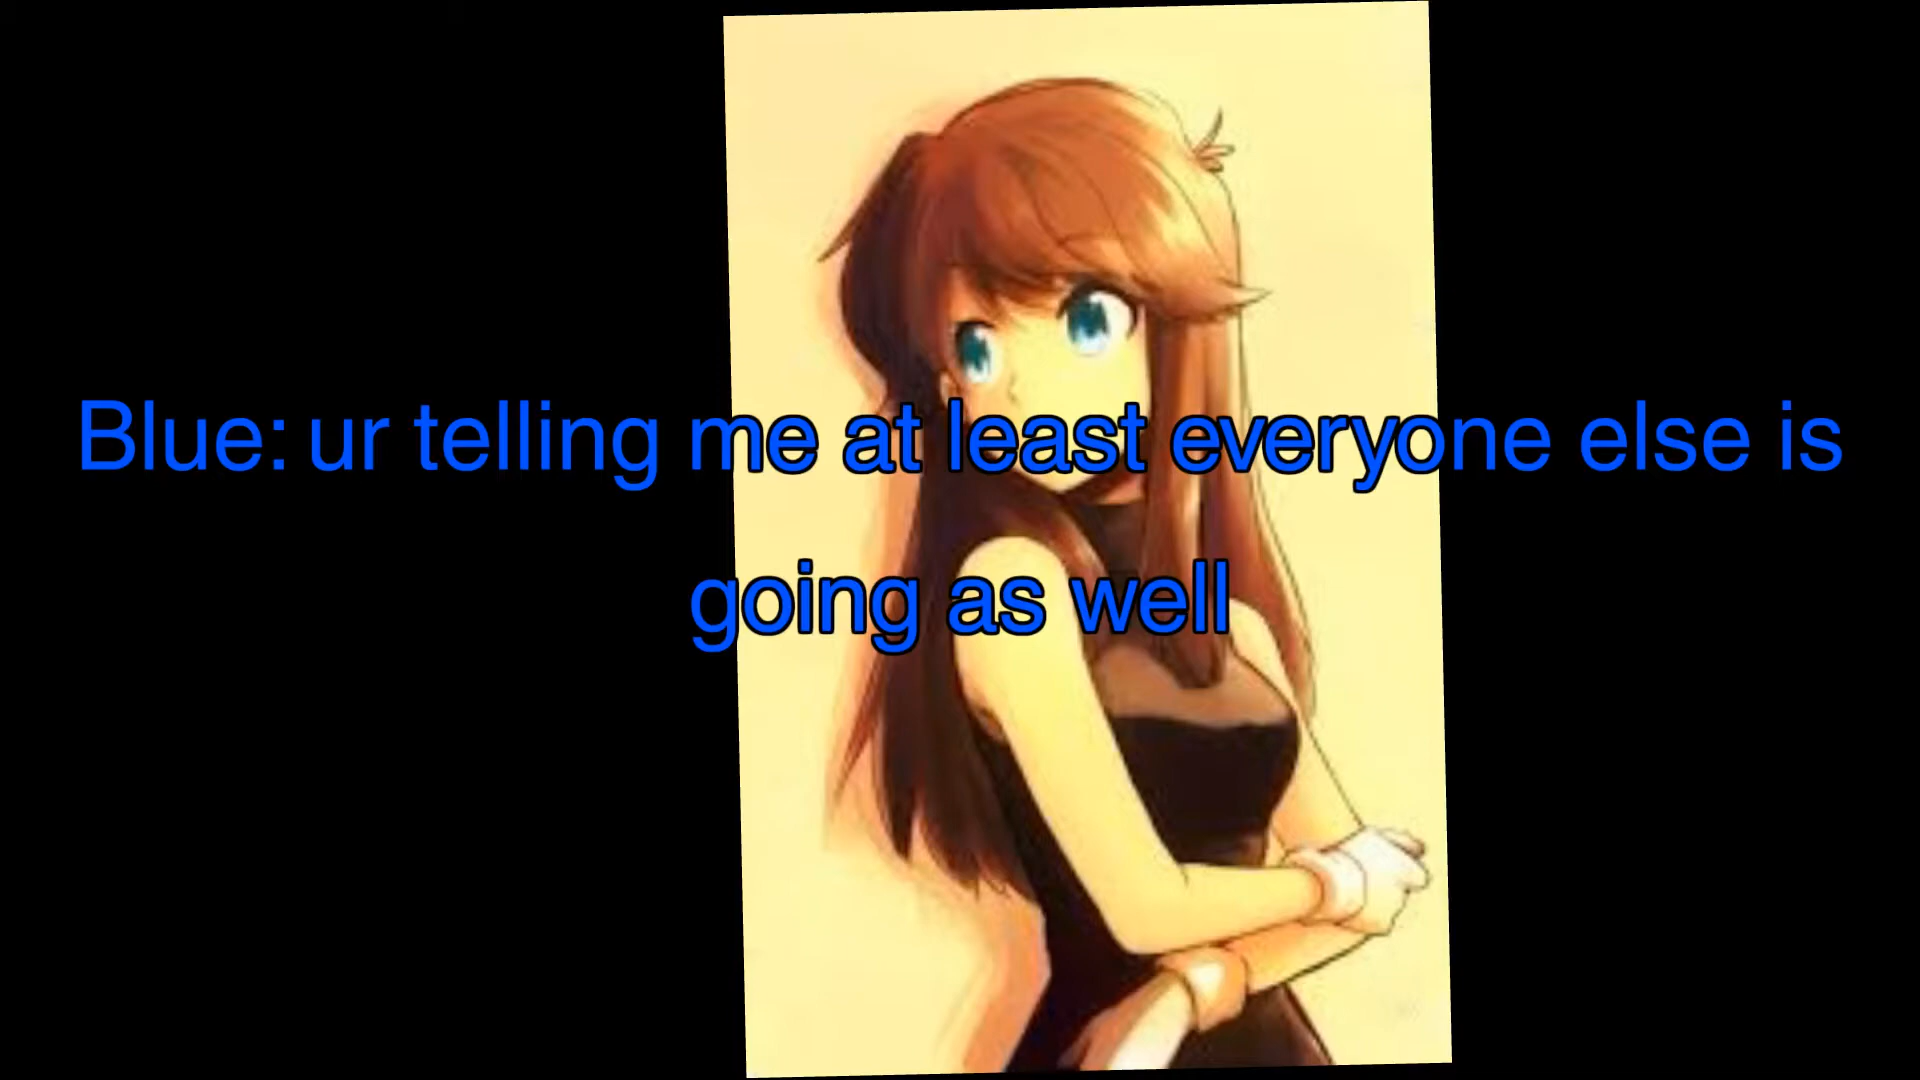 Blue: ur telling me at least everyone else is
going as well